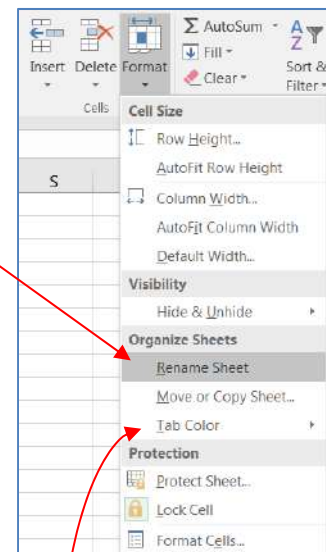 Σ AutoSum
Fill
Clear
Insert Delete Format
Sort &
Filter
Cells
S
Cell Size
Row Height...
AutoFit Row Height
Column Width...
AutoFit Column Width
Default Width...
Visibility
Hide & Unhide
Organize Sheets
Rename Sheet
Move or Copy Sheet...
Tab Color
Protection
Protect Sheet...
Lock Cell
Format Cells...